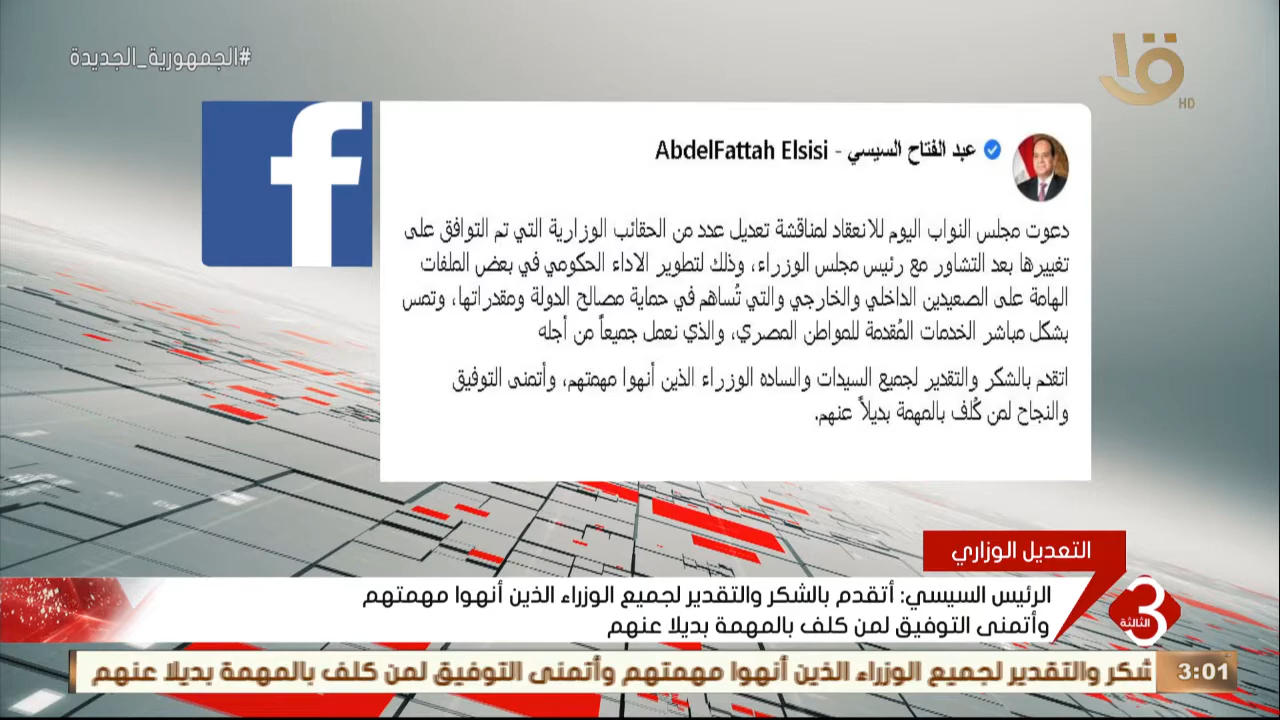 #الجمهورية_الجديدة
HD
عبد الفتاح السيسي - AbdelFattah Elsisi
دعوت مجلس النواب اليوم للانعقاد لمناقشة تعديل عدد من الحقائب الوزارية التي تم التوافق على
تغييرها بعد التشاور مع رئيس مجلس الوزراء، وذلك لتطوير الاداء الحكومي في بعض الملفات
الهامة على الصعيدين الداخلي والخارجي والتي تُساهم في حماية مصالح الدولة ومقدراتها، وتمس
بشكل مباشر الخدمات المُقدمة للمواطن المصري، والذي نعمل جميعاً من أجله
اتقدم بالشكر والتقدير لجميع السيدات والساده الوزراء الذين أنهوا مهمتهم، وأتمنى التوفيق
والنجاح لمن كُلف بالمهمة بديلاً عنهم.
التعديل الوزاري
الرئيس السيسي: أتقدم بالشكر والتقدير لجميع الوزراء الذين أنهوا مهمتهم
وأتمنى التوفيق لمن كلف بالمهمة بديلا عنهم
3 الثالثة
3:01
شكر والتقدير لجميع الوزراء الذين أنهوا مهمتهم وأتمنى التوفيق لمن كلف بالمهمة بديلا عنهم